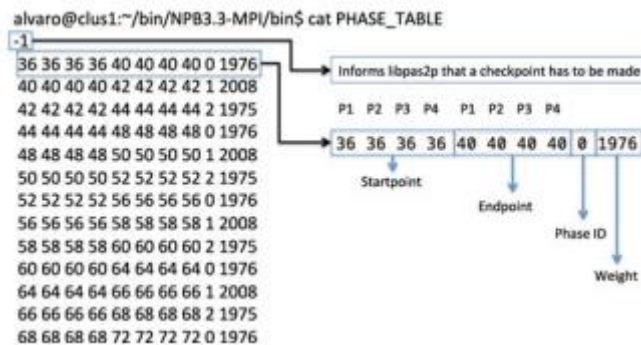 alvaro@clus1:~/bin/NPB3.3-MPI/bin$ cat PHASE_TABLE
-1
36 36 36 36 40 40 40 40 0 1976
40 40 40 40 42 42 42 42 1 2008
42 42 42 42 44 44 44 44 2 1975
44 44 44 44 48 48 48 48 0 1976
48 48 48 48 50 50 50 50 1 2008
50 50 50 50 52 52 52 52 2 1975
52 52 52 52 56 56 56 56 0 1976
56 56 56 56 58 58 58 58 1 2008
58 58 58 58 60 60 60 60 2 1975
60 60 60 60 64 64 64 64 0 1976
64 64 64 64 66 66 66 66 1 2008
66 66 66 66 68 68 68 68 2 1975
68 68 68 68 72 72 72 72 0 1976
Informs libpas2p that a checkpoint has to be made
P1 P2 P3 P4 P1 P2 P3 P4
36 36 36 36 40 40 40 40 0 1976
Startpoint
Endpoint
Phase ID
Weight